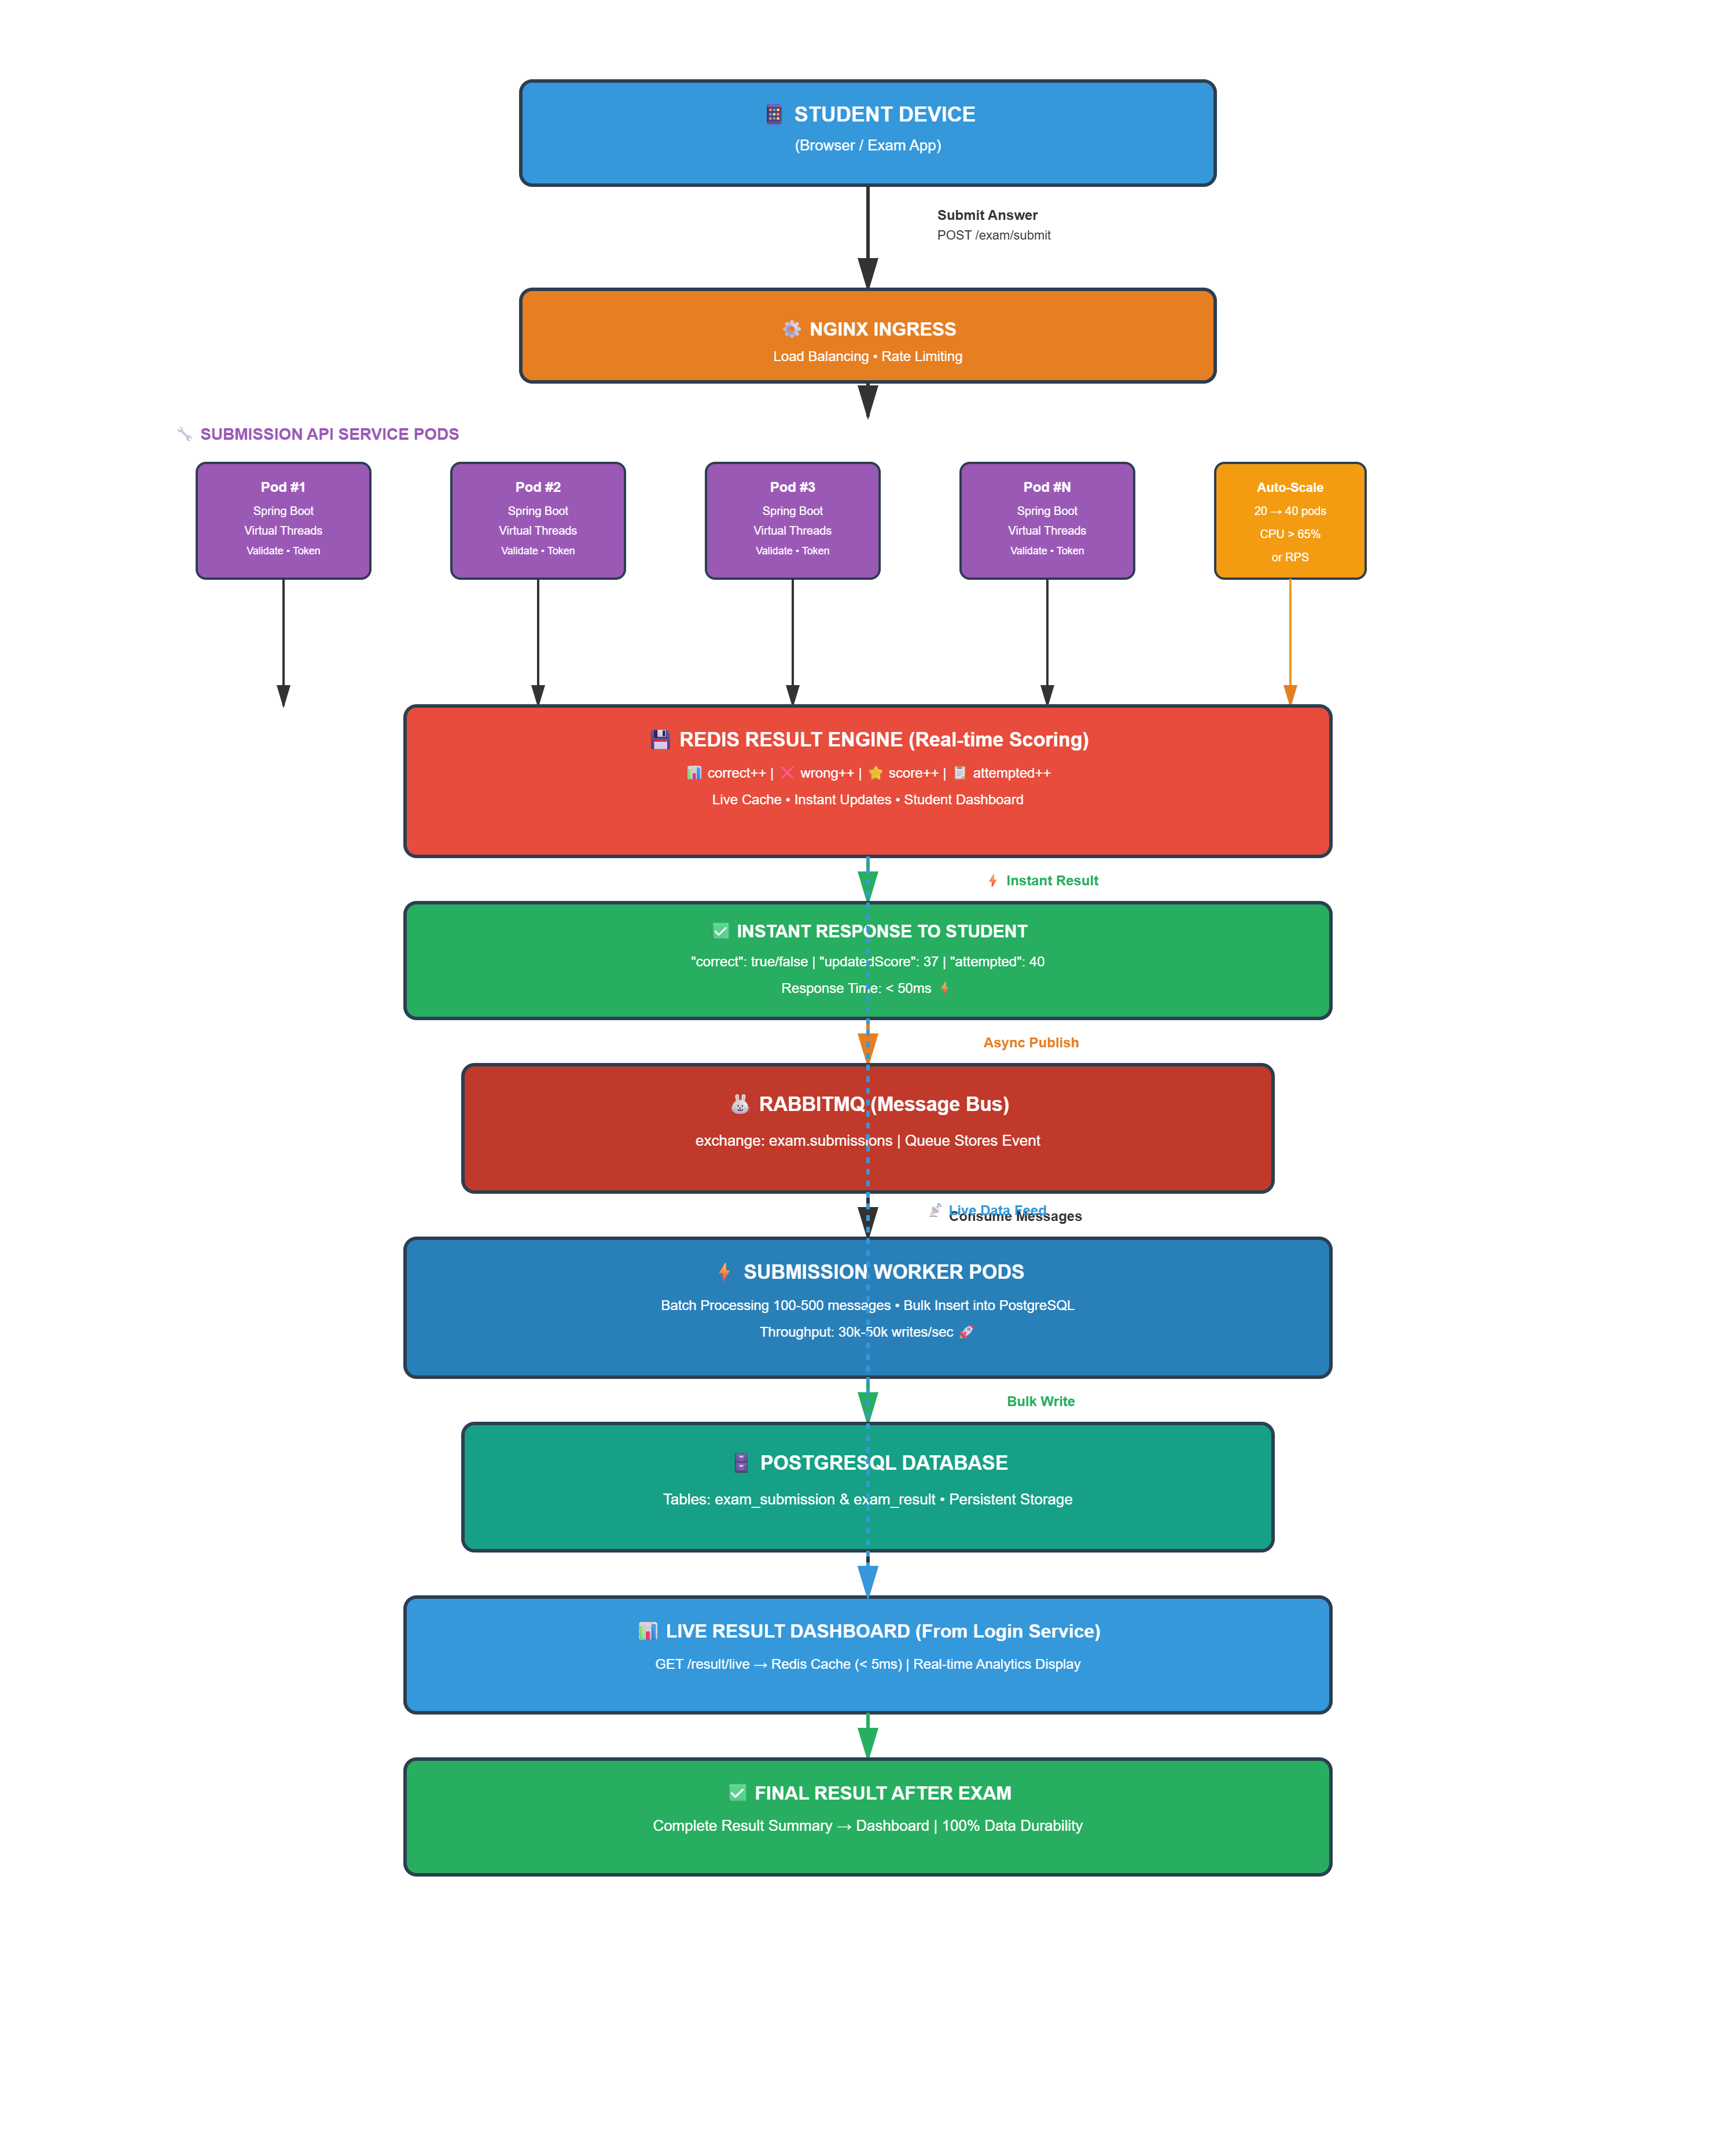 📱 STUDENT DEVICE
(Browser / Exam App)
Submit Answer
POST /exam/submit
⚙️ NGINX INGRESS
Load Balancing • Rate Limiting
🔧 SUBMISSION API SERVICE PODS
Pod #1
Spring Boot
Virtual Threads
Validate • Token
Pod #2
Spring Boot
Virtual Threads
Validate • Token
Pod #3
Spring Boot
Virtual Threads
Validate • Token
Pod #N
Spring Boot
Virtual Threads
Validate • Token
Auto-Scale
20 → 40 pods
CPU > 65%
or RPS
💾 REDIS RESULT ENGINE (Real-time Scoring)
📊 correct++ | ❌ wrong++ | ⭐ score++ | 📋 attempted++
Live Cache • Instant Updates • Student Dashboard
⚡ Instant Result
✅ INSTANT RESPONSE TO STUDENT
"correct": true/false | "updatedScore": 37 | "attempted": 40
Response Time: < 50ms ⚡
Async Publish
🐰 RABBITMQ (Message Bus)
exchange: exam.submissions | Queue Stores Event
📡 Live Data Feed
Consume Messages
⚡ SUBMISSION WORKER PODS
Batch Processing 100-500 messages • Bulk Insert into PostgreSQL
Throughput: 30k-50k writes/sec 🚀
Bulk Write
🗄️ POSTGRESQL DATABASE
Tables: exam_submission & exam_result • Persistent Storage
📊 LIVE RESULT DASHBOARD (From Login Service)
GET /result/live → Redis Cache (< 5ms) | Real-time Analytics Display
✅ FINAL RESULT AFTER EXAM
Complete Result Summary → Dashboard | 100% Data Durability